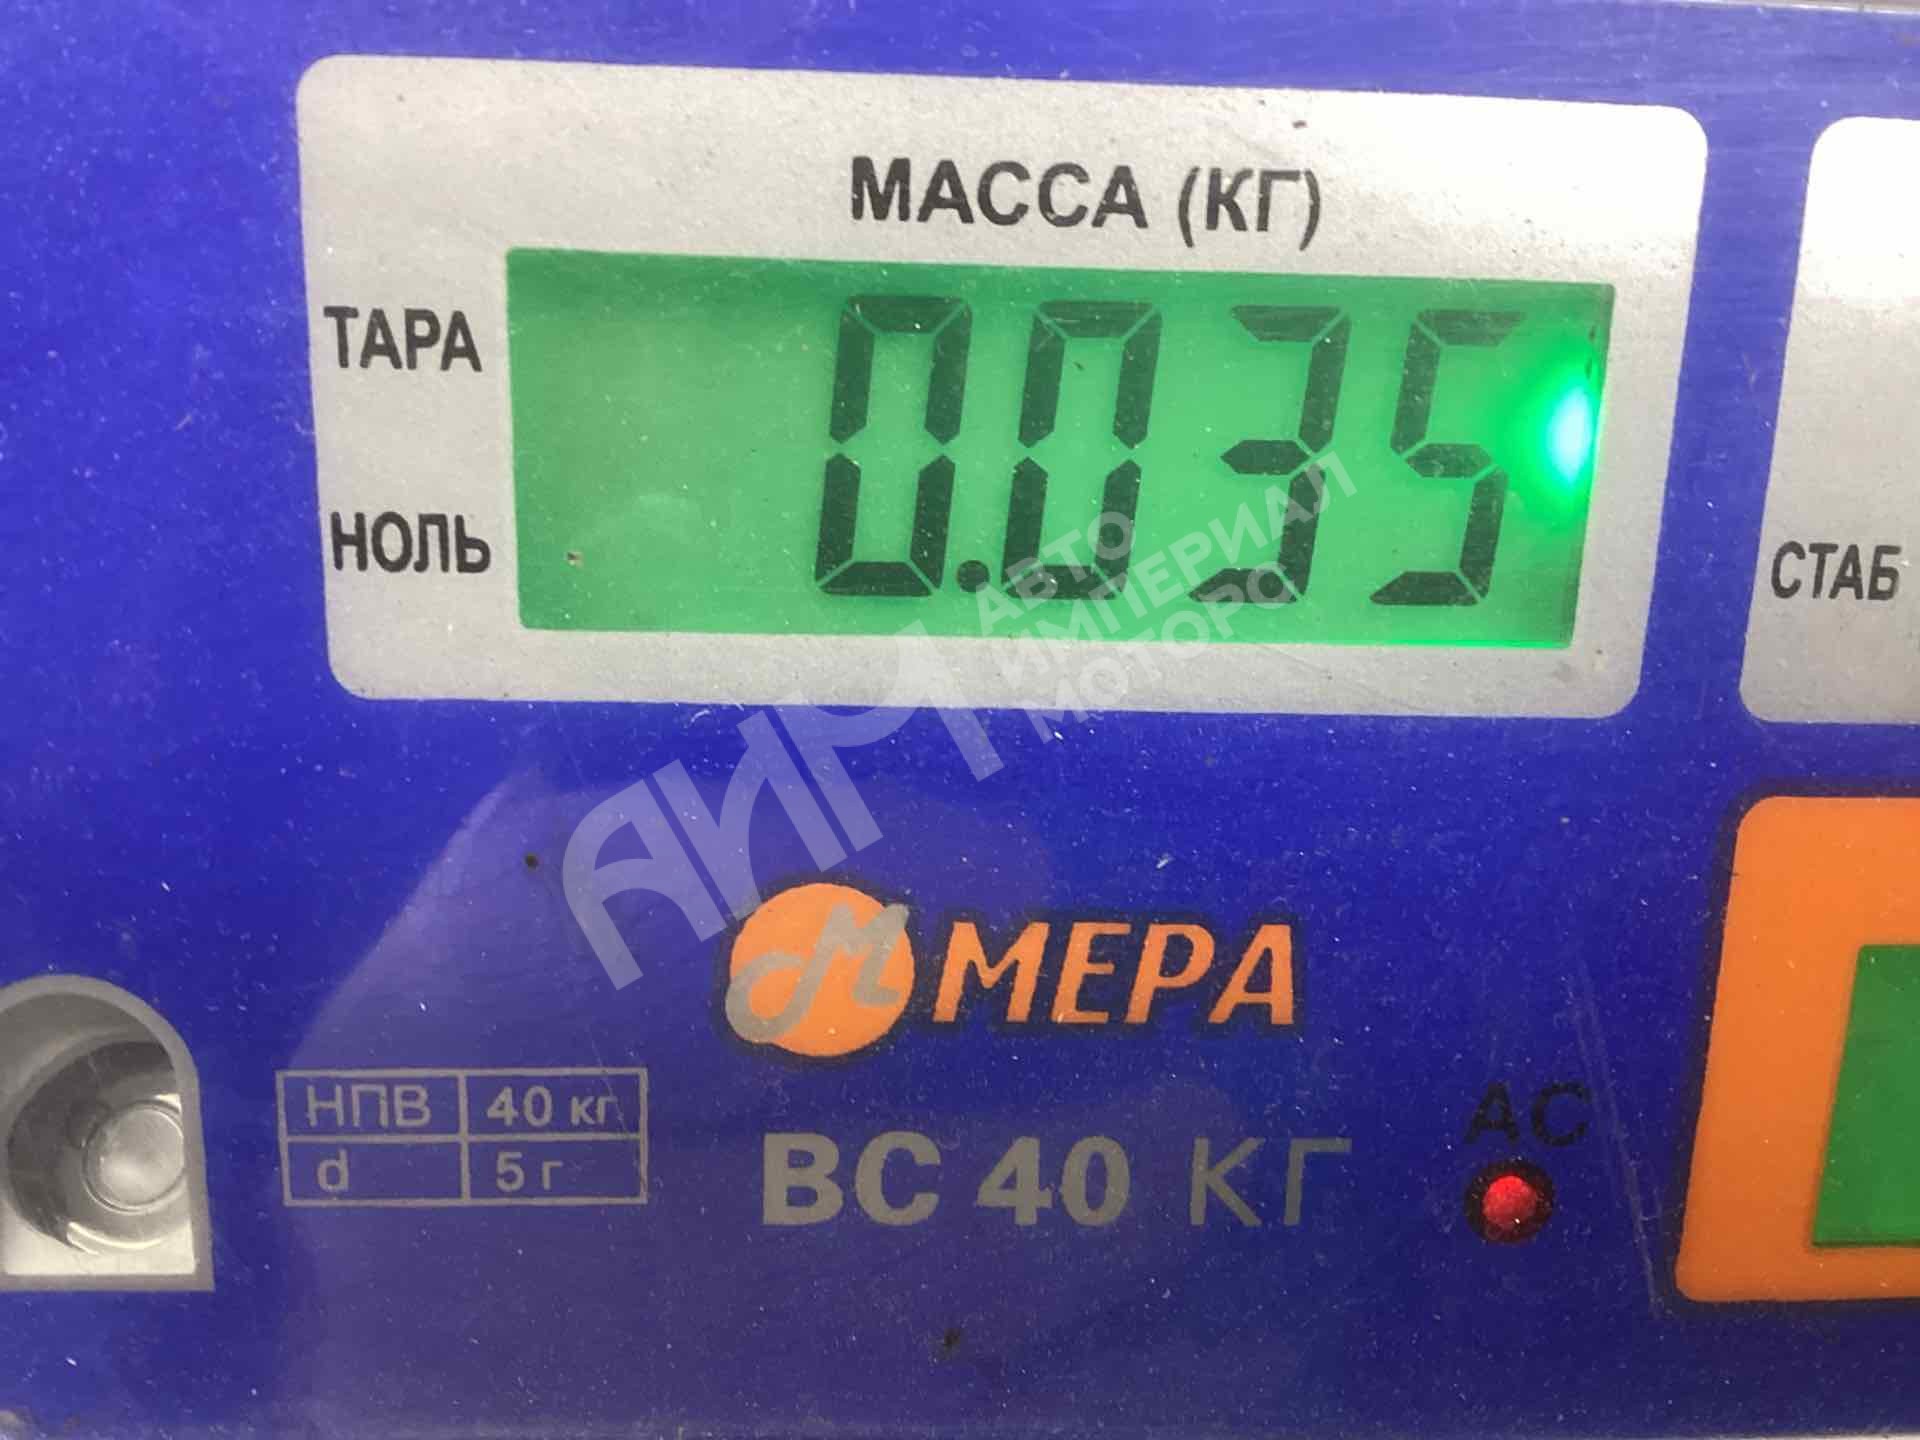 МАССА (КГ)
ТАРА
0.035
НОЛЬ
СТАБ
АВТО
ИМПЕРИАЛ
МОТОРС
АИМ
М МЕРА
НПВ 40 кг
d 5 г
ВС 40 КГ
АС